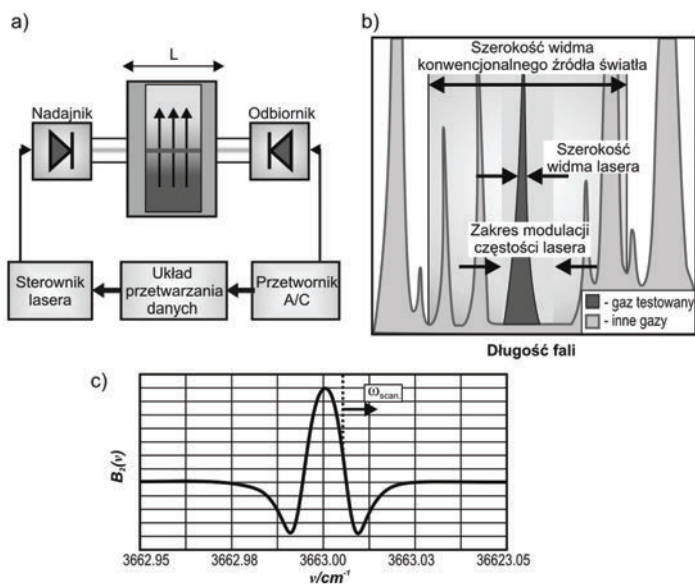 a)
L
Nadajnik
Odbiornik
Sterownik
lasera
Układ
przetwarzania
danych
Przetwornik
A/C
b)
Szerokość widma
konwencjonalnego źródła światła
Szerokość
widma lasera
Zakres modulacji
częstości lasera
- gaz testowany
- inne gazy
Długość fali
c)
ωscan.
B₂(ν)
3662.95 3662.98 3663.00 3663.03 36623.05
ν/cm⁻¹